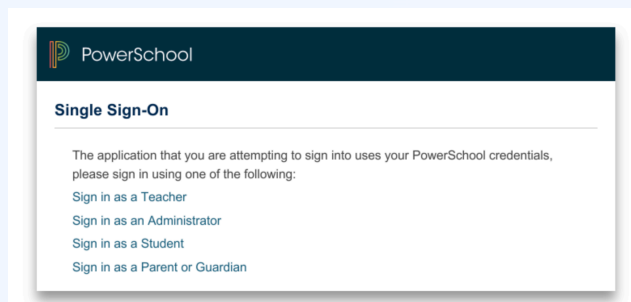 PowerSchool
Single Sign-On
The application that you are attempting to sign into uses your PowerSchool credentials,
please sign in using one of the following:
Sign in as a Teacher
Sign in as an Administrator
Sign in as a Student
Sign in as a Parent or Guardian